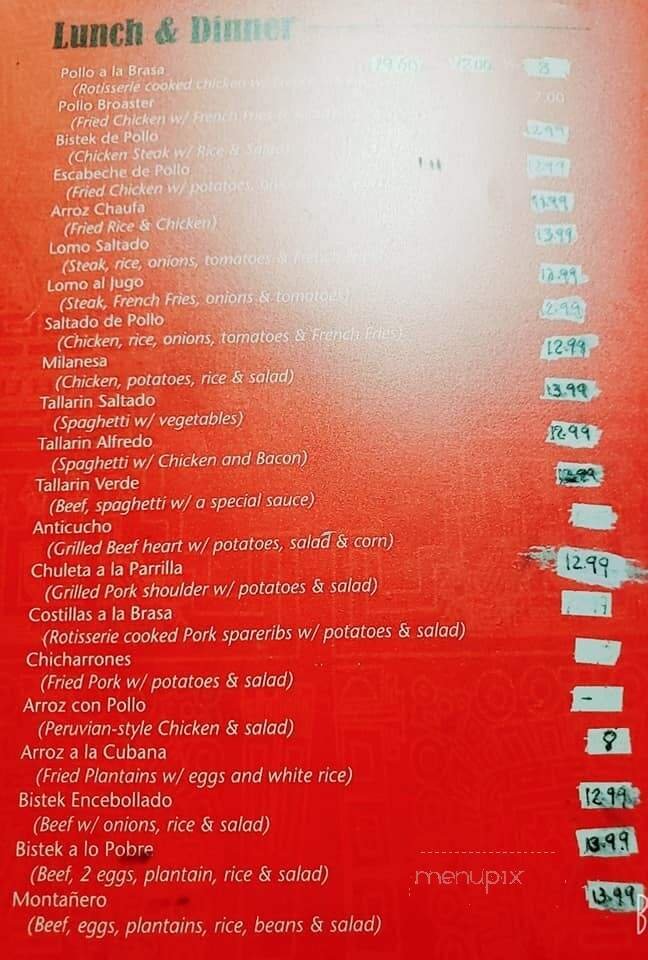 Lunch & Dinner
Pollo a la Brasa 8
(Rotisserie cooked chicken w/
Pollo Broaster 7.00
(Fried Chicken w/ French Fries
Bistek de Pollo 12.99
(Chicken Steak w/ Rice & Salad
Escabeche de Pollo 12.99
(Fried Chicken w/ potatoes,
Arroz Chaufa
(Fried Rice & Chicken)
Lomo Saltado 13.99
(Steak, rice, onions, tomatoes &
Lomo al Jugo
(Steak, French Fries, onions & tomatoes)
Saltado de Pollo
(Chicken, rice, onions, tomatoes & French Fries)
Milanesa 12.99
(Chicken, potatoes, rice & salad)
Tallarin Saltado 13.99
(Spaghetti w/ vegetables)
Tallarin Alfredo 12.99
(Spaghetti w/ Chicken and Bacon)
Tallarin Verde
(Beef, spaghetti w/ a special sauce)
Anticucho
(Grilled Beef heart w/ potatoes, salad & corn)
Chuleta a la Parrilla 12.99
(Grilled Pork shoulder w/ potatoes & salad)
Costillas a la Brasa
(Rotisserie cooked Pork spareribs w/ potatoes & salad)
Chicharrones
(Fried Pork w/ potatoes & salad)
Arroz con Pollo -
(Peruvian-style Chicken & salad)
Arroz a la Cubana 8
(Fried Plantains w/ eggs and white rice)
Bistek Encebollado 12.99
(Beef w/ onions, rice & salad)
Bistek a lo Pobre 13.99
(Beef, 2 eggs, plantain, rice & salad)
menupix
Montañero 13.99
(Beef, eggs, plantains, rice, beans & salad)